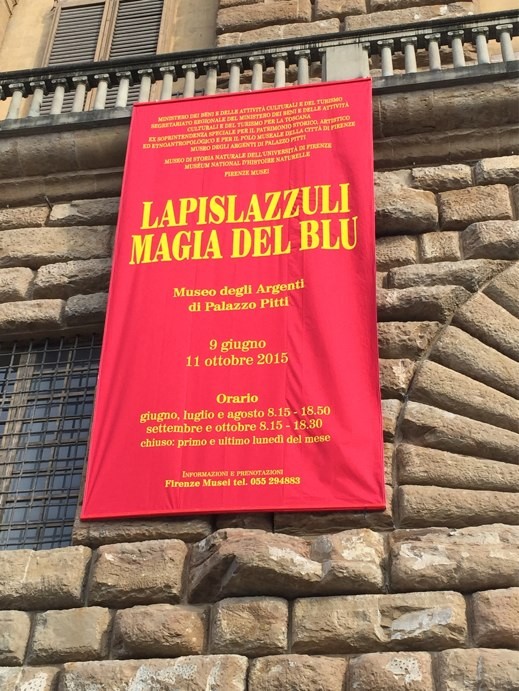 MINISTERO DEI BENI E DELLE ATTIVITÀ CULTURALI E DEL TURISMO
SEGRETARIATO REGIONALE DEL MINISTERO DEI BENI E DELLE ATTIVITÀ
CULTURALI E DEL TURISMO PER LA TOSCANA
EX SOPRINTENDENZA SPECIALE PER IL PATRIMONIO STORICO, ARTISTICO
ED ETNOANTROPOLOGICO E PER IL POLO MUSEALE DELLA CITTÀ DI FIRENZE
MUSEO DEGLI ARGENTI DI PALAZZO PITTI
MUSEO DI STORIA NATURALE DELL'UNIVERSITÀ DI FIRENZE
MUSÉUM NATIONAL D'HISTOIRE NATURELLE
FIRENZE MUSEI
LAPISLAZZULI
MAGIA DEL BLU
Museo degli Argenti
di Palazzo Pitti
9 giugno
11 ottobre 2015
Orario
giugno, luglio e agosto 8.15 - 18.50
settembre e ottobre 8.15 - 18.30
chiuso: primo e ultimo lunedì del mese
INFORMAZIONI E PRENOTAZIONI
Firenze Musei tel. 055 294883